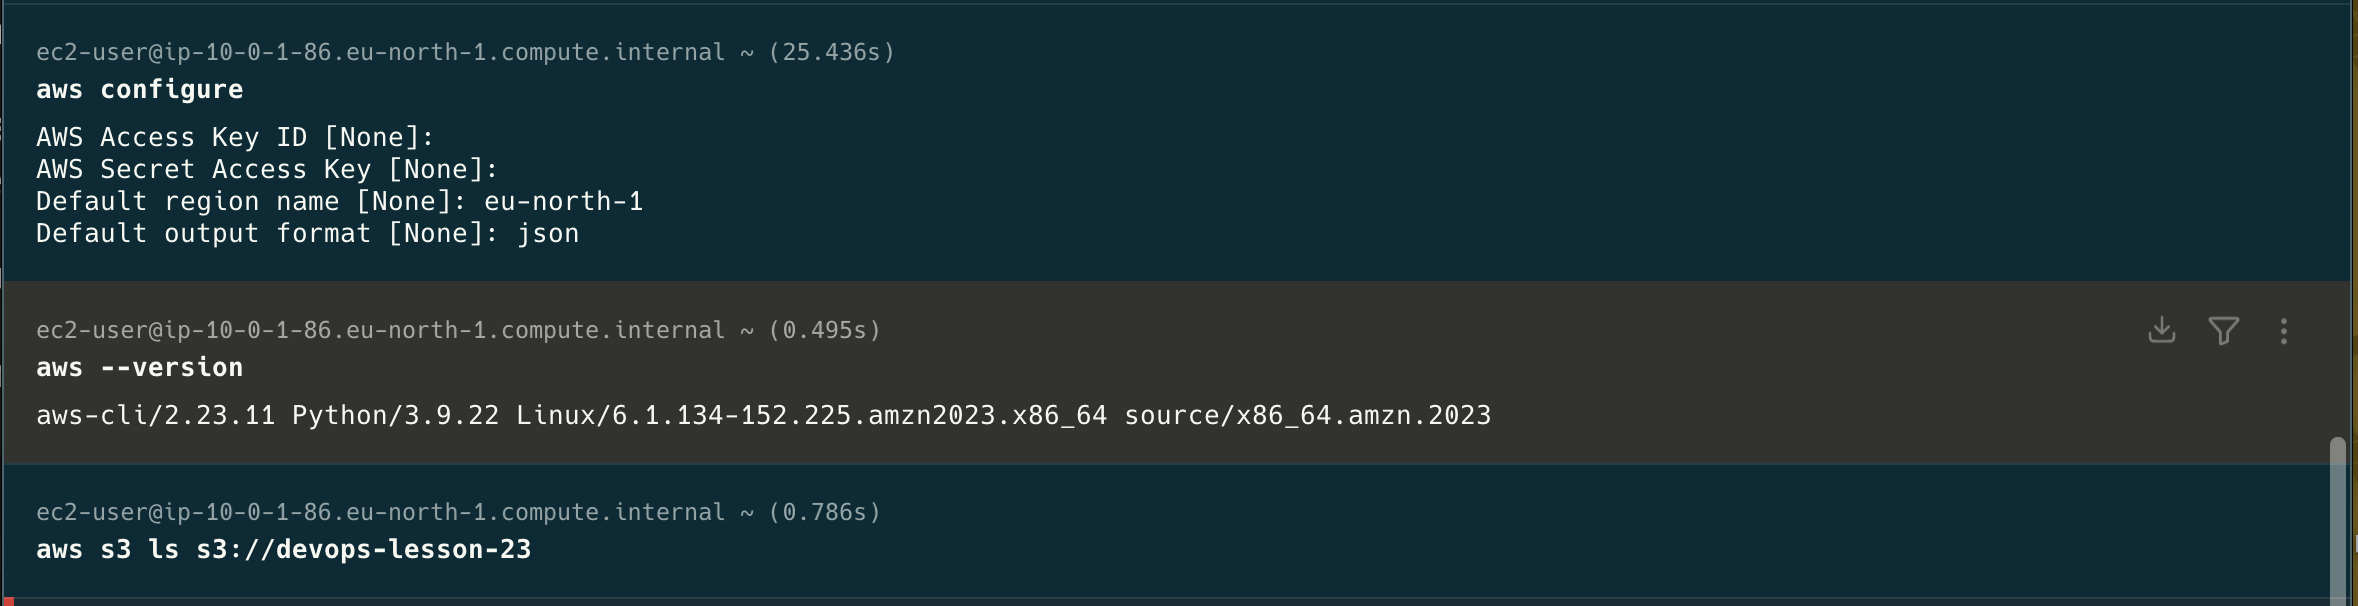 ec2-user@ip-10-0-1-86.eu-north-1.compute.internal ~ (25.436s)
aws configure
AWS Access Key ID [None]:
AWS Secret Access Key [None]:
Default region name [None]: eu-north-1
Default output format [None]: json
ec2-user@ip-10-0-1-86.eu-north-1.compute.internal ~ (0.495s)
aws --version
aws-cli/2.23.11 Python/3.9.22 Linux/6.1.134-152.225.amzn2023.x86_64 source/x86_64.amzn.2023
ec2-user@ip-10-0-1-86.eu-north-1.compute.internal ~ (0.786s)
aws s3 ls s3://devops-lesson-23